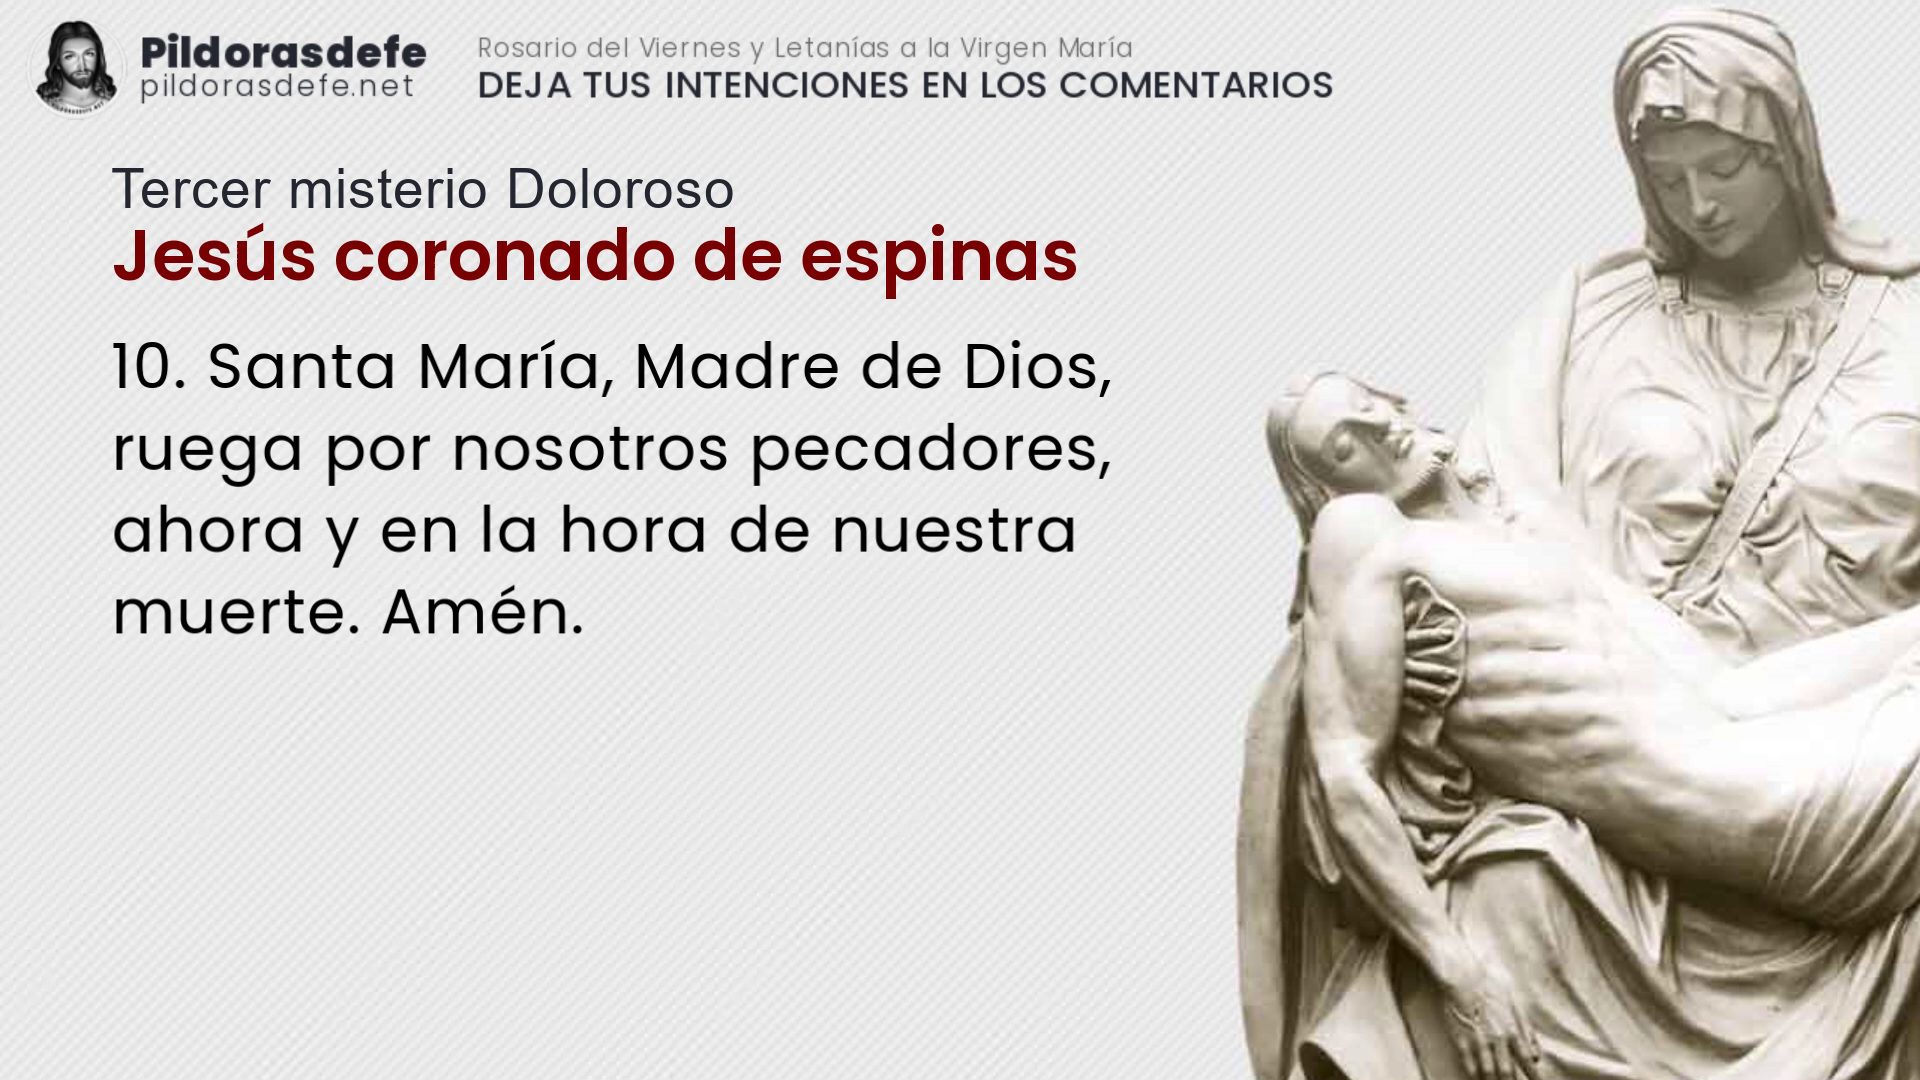 Pildorasdefe
pildorasdefe.net
Rosario del Viernes y Letanías a la Virgen María
DEJA TUS INTENCIONES EN LOS COMENTARIOS
Tercer misterio Doloroso
Jesús coronado de espinas
10. Santa María, Madre de Dios,
ruega por nosotros pecadores,
ahora y en la hora de nuestra
muerte. Amén.